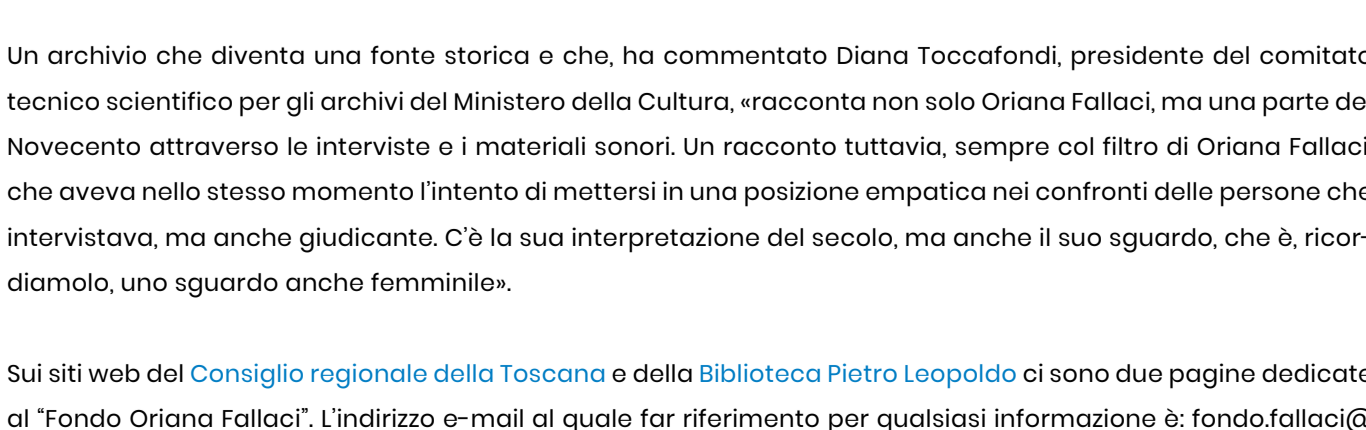 Un archivio che diventa una fonte storica e che, ha commentato Diana Toccafondi, presidente del comitato
tecnico scientifico per gli archivi del Ministero della Cultura, «racconta non solo Oriana Fallaci, ma una parte de
Novecento attraverso le interviste e i materiali sonori. Un racconto tuttavia, sempre col filtro di Oriana Fallaci
che aveva nello stesso momento l’intento di mettersi in una posizione empatica nei confronti delle persone che
intervistava, ma anche giudicante. C’è la sua interpretazione del secolo, ma anche il suo sguardo, che è, ricor-
diamolo, uno sguardo anche femminile».
Sui siti web del Consiglio regionale della Toscana e della Biblioteca Pietro Leopoldo ci sono due pagine dedicate
al “Fondo Oriana Fallaci”. L’indirizzo e-mail al quale far riferimento per qualsiasi informazione è: fondo.fallaci@